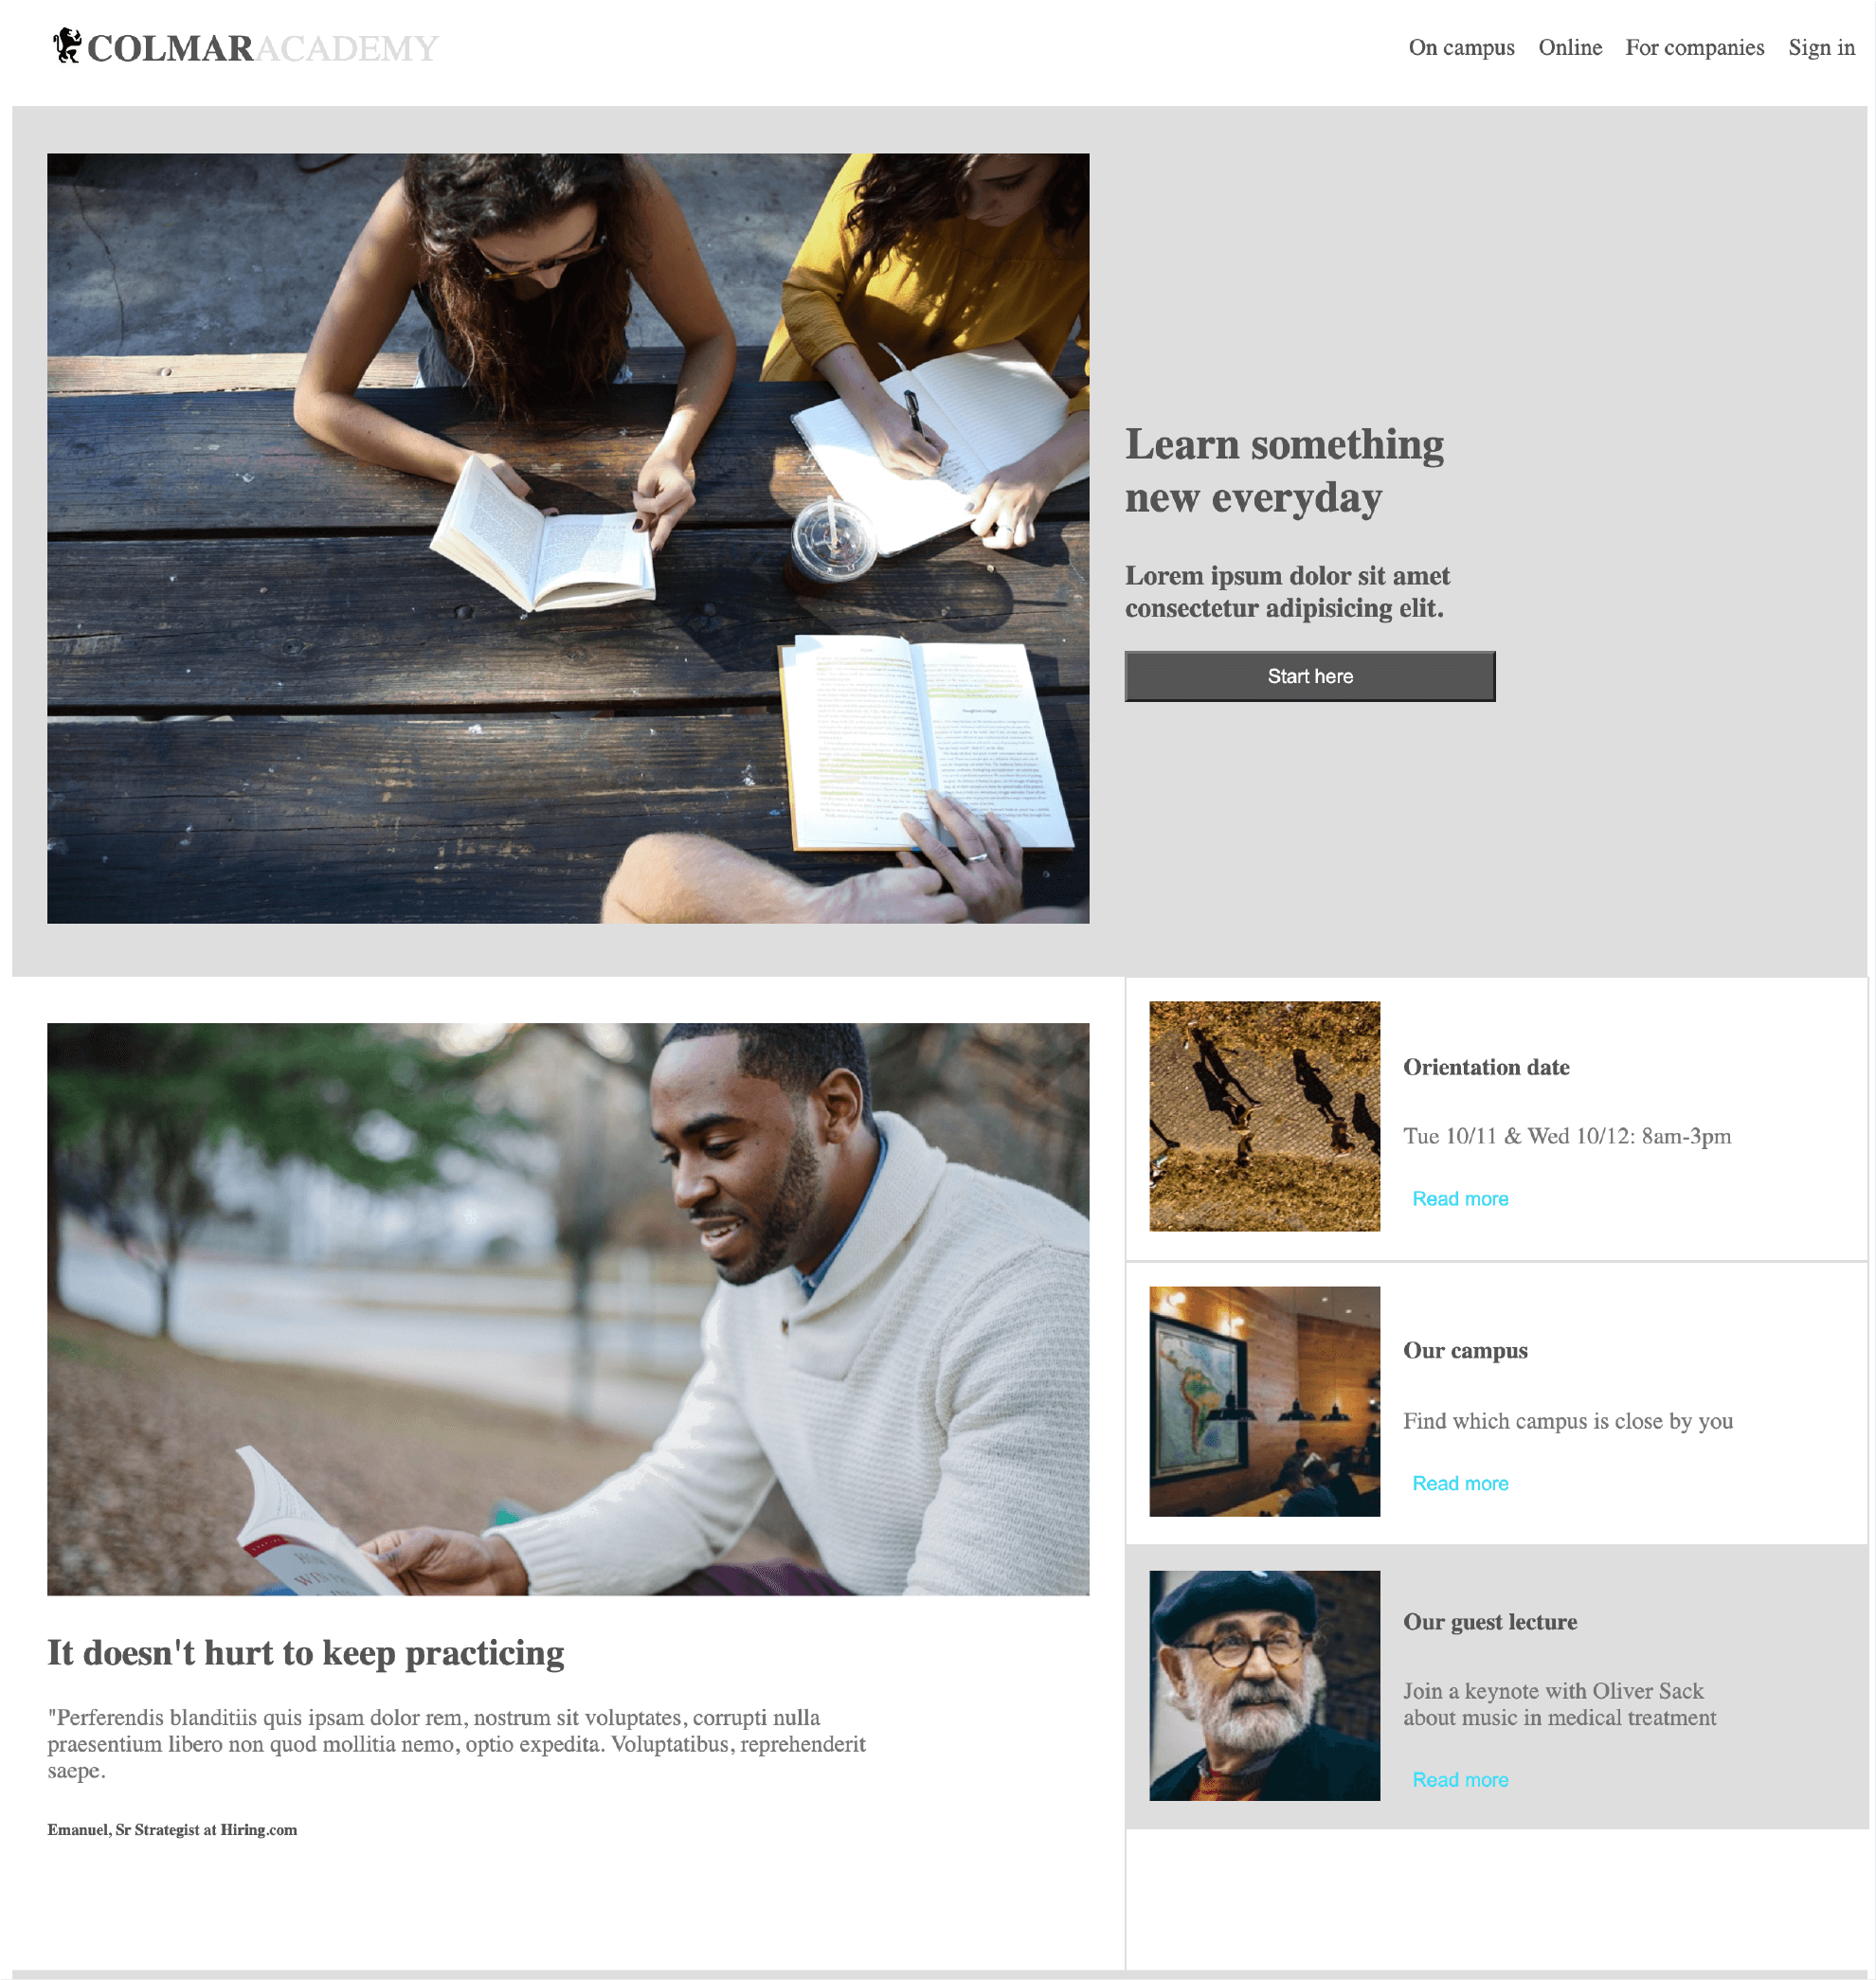 COLMARACADEMY
On campus Online For companies Sign in
Learn something
new everyday
Lorem ipsum dolor sit amet
consectetur adipisicing elit.
Start here
Orientation date
Tue 10/11 & Wed 10/12: 8am-3pm
Read more
Our campus
Find which campus is close by you
Read more
Our guest lecture
Join a keynote with Oliver Sack
about music in medical treatment
Read more
It doesn't hurt to keep practicing
"Perferendis blanditiis quis ipsam dolor rem, nostrum sit voluptates, corrupti nulla
praesentium libero non quod mollitia nemo, optio expedita. Voluptatibus, reprehenderit
saepe.
Emanuel, Sr Strategist at Hiring.com